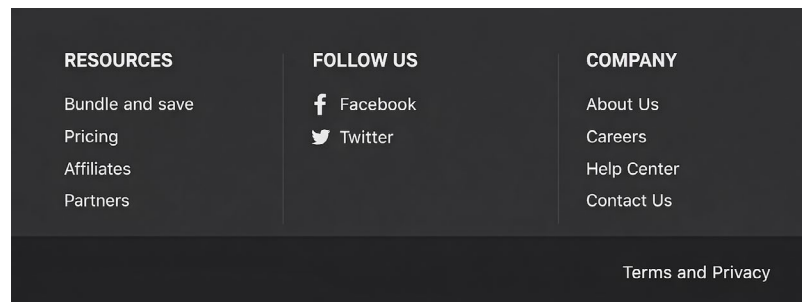 RESOURCES
Bundle and save
Pricing
Affiliates
Partners
FOLLOW US
Facebook
Twitter
COMPANY
About Us
Careers
Help Center
Contact Us
Terms and Privacy